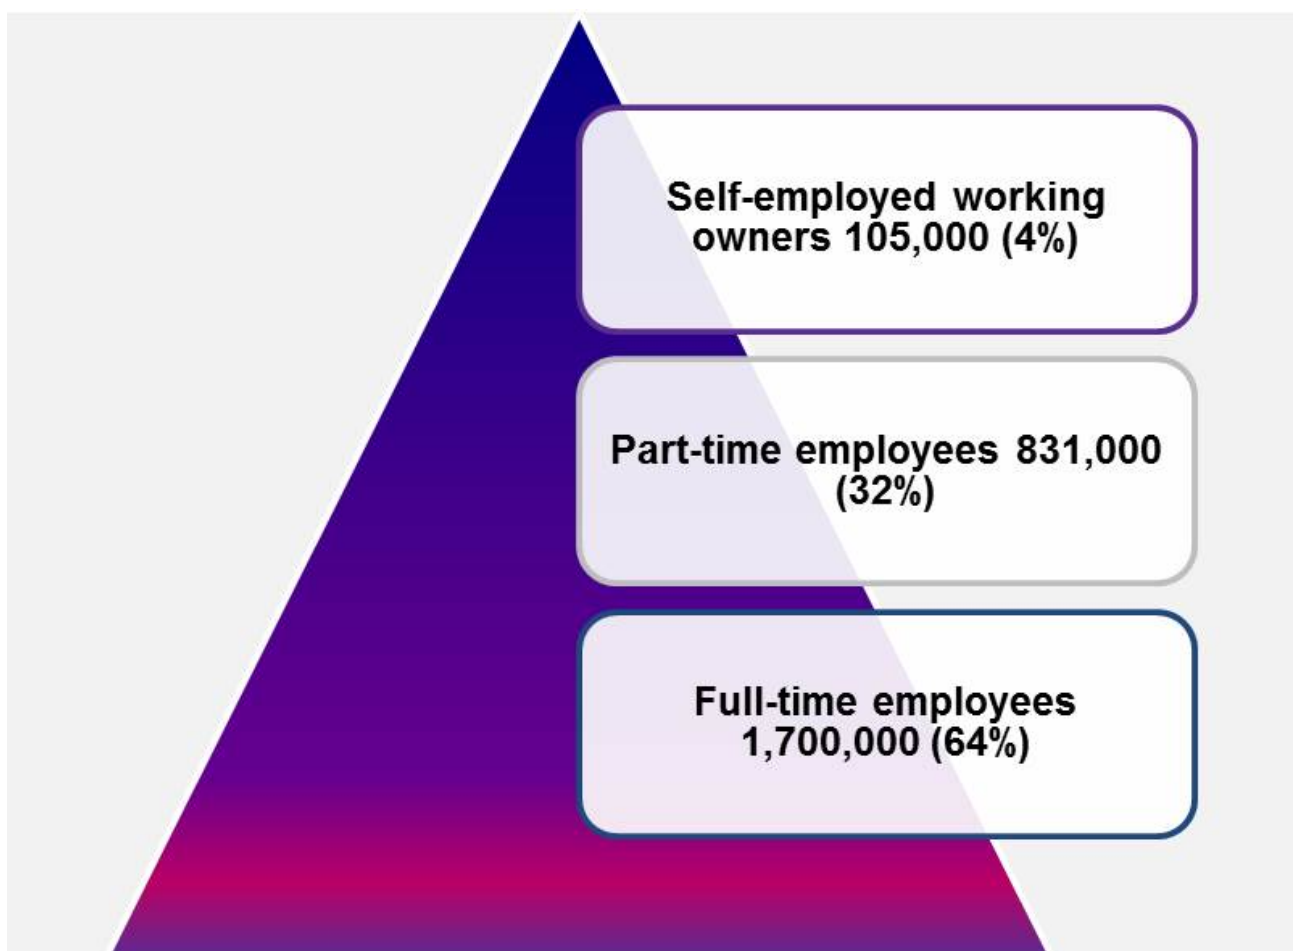 Self-employed working
owners 105,000 (4%)
Part-time employees 831,000
(32%)
Full-time employees
1,700,000 (64%)